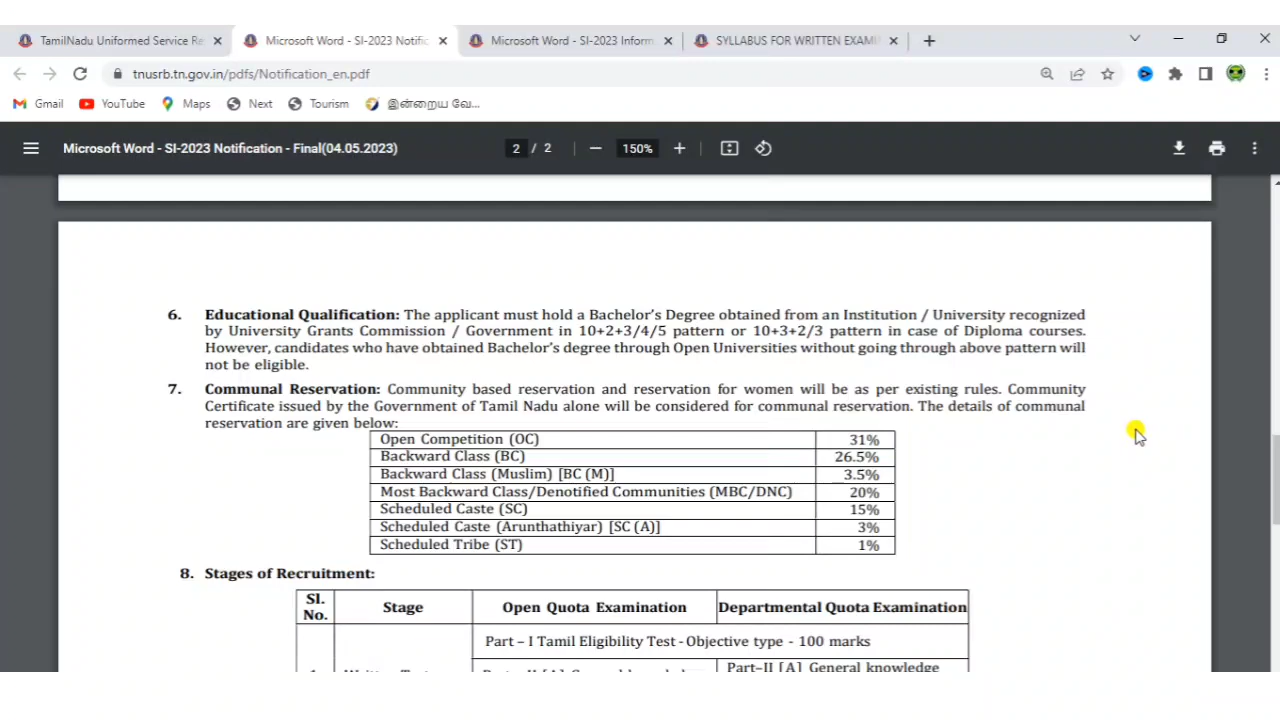 TamilNadu Uniformed Service Re
Microsoft Word - SI-2023 Notific
Microsoft Word - SI-2023 Inform
SYLLABUS FOR WRITTEN EXAMI
tnusrb.tn.gov.in/pdfs/Notification_en.pdf
Gmail YouTube Maps Next Tourism இன்றைய வே...
Microsoft Word - SI-2023 Notification - Final(04.05.2023) 2 / 2 150%
6. Educational Qualification: The applicant must hold a Bachelor's Degree obtained from an Institution / University recognized
by University Grants Commission / Government in 10+2+3/4/5 pattern or 10+3+2/3 pattern in case of Diploma courses.
However, candidates who have obtained Bachelor's degree through Open Universities without going through above pattern will
not be eligible.
7. Communal Reservation: Community based reservation and reservation for women will be as per existing rules. Community
Certificate issued by the Government of Tamil Nadu alone will be considered for communal reservation. The details of communal
reservation are given below:
Open Competition (OC) 31%
Backward Class (BC) 26.5%
Backward Class (Muslim) [BC (M)] 3.5%
Most Backward Class/Denotified Communities (MBC/DNC) 20%
Scheduled Caste (SC) 15%
Scheduled Caste (Arunthathiyar) [SC (A)] 3%
Scheduled Tribe (ST) 1%
8. Stages of Recruitment:
Sl. No. Stage Open Quota Examination Departmental Quota Examination
Part – I Tamil Eligibility Test - Objective type - 100 marks
Part–II [A] General knowledge